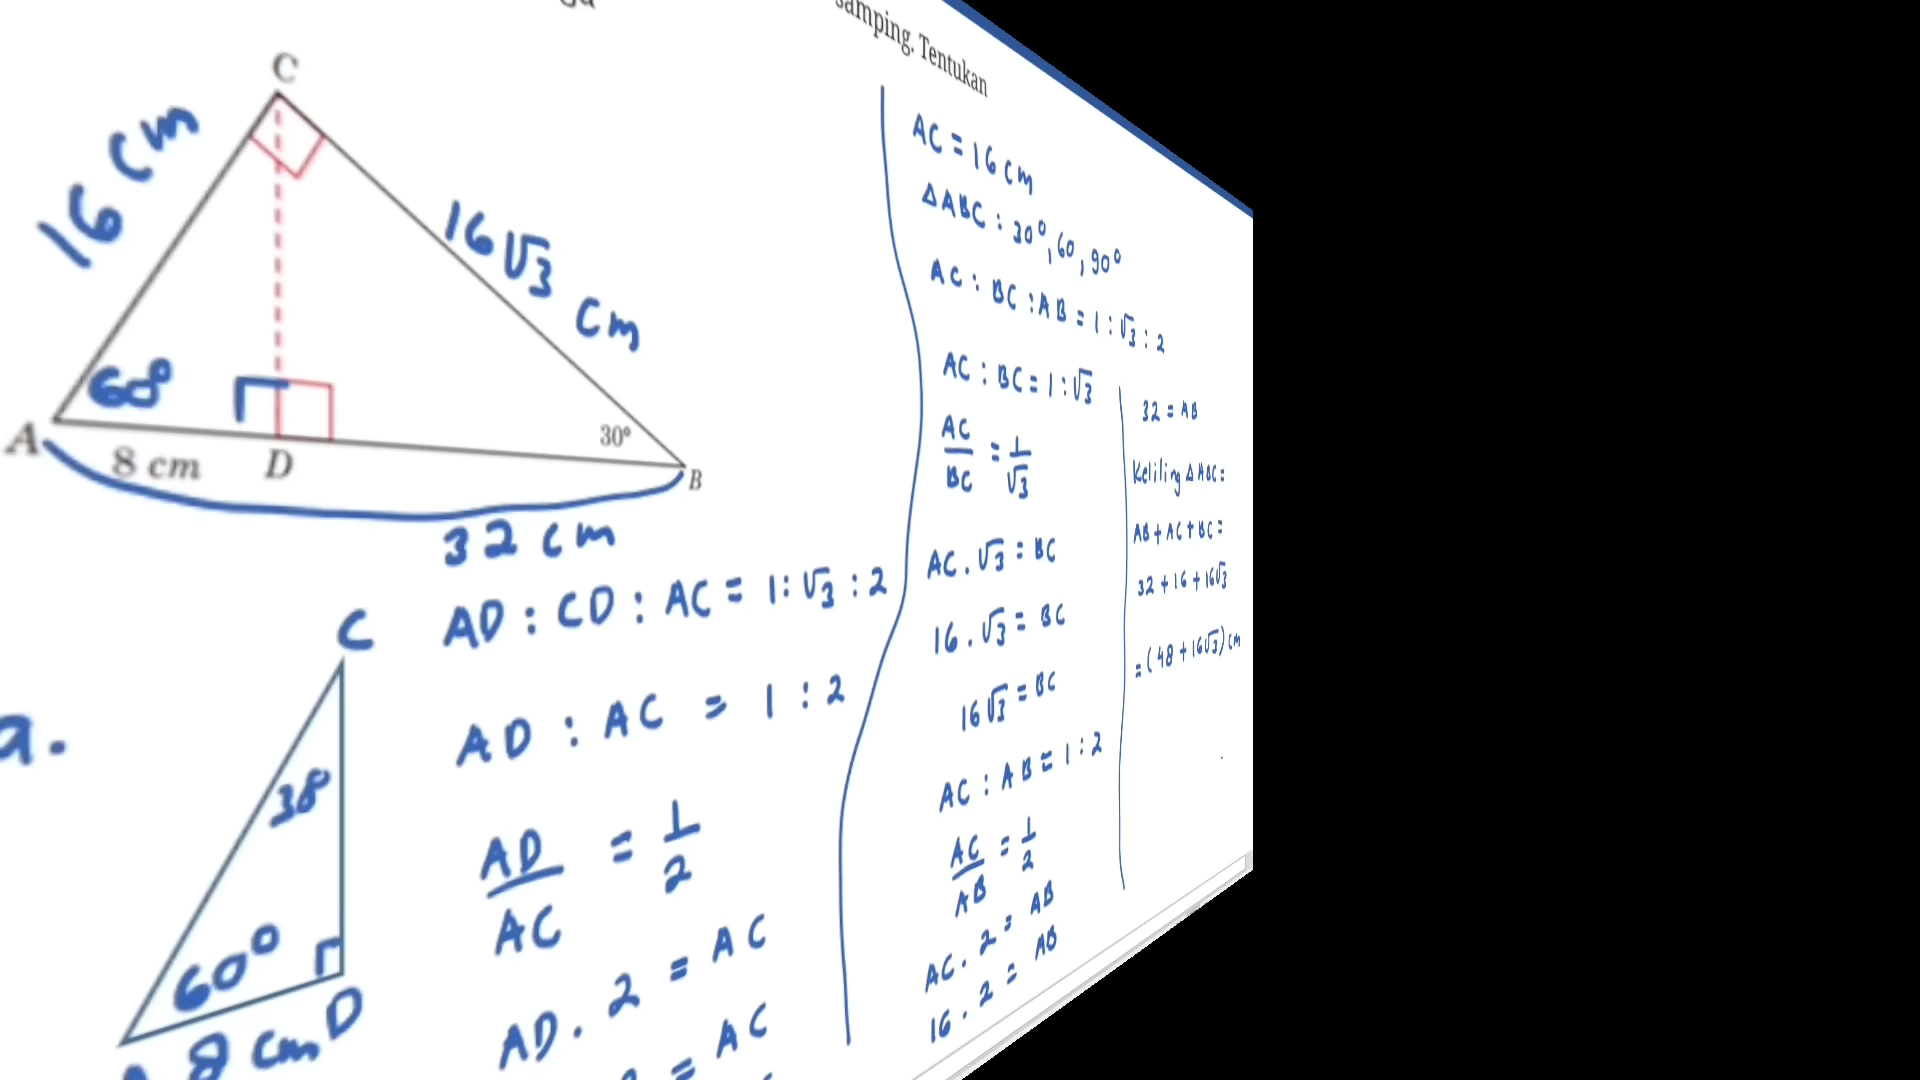 samping. Tentukan
C
16 cm
16√3 cm
60°
30°
A
8 cm
D
B
32 cm
a.
C
30°
60°
D
8 cm
AD : CD : AC = 1 : √3 : 2
AD : AC = 1 : 2
AD/AC = 1/2
AD . 2 = AC
= AC
AC = 16 cm
△ABC : 30°, 60, 90°
AC : BC : AB = 1 : √3 : 2
AC : BC = 1 : √3
AC/BC = 1/√3
AC . √3 = BC
16 . √3 = BC
16√3 = BC
AC : AB = 1 : 2
AC/AB = 1/2
AC . 2 = AB
16 . 2 = AB
32 = AB
Keliling △ABC =
AB + AC + BC =
32 + 16 + 16√3
= (48 + 16√3) cm